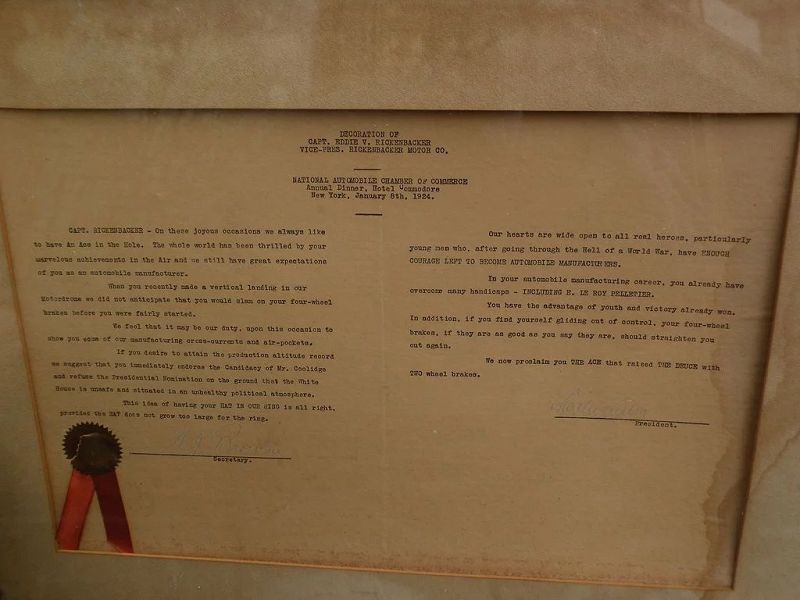 DECORATION OF
CAPT. EDDIE V. RICKENBACKER
VICE-PRES. RICKENBACKER MOTOR CO.
NATIONAL AUTOMOBILE CHAMBER OF COMMERCE
Annual Dinner, Hotel Commodore
New York, January 8th, 1924.
CAPT. RICKENBACKER - On these joyous occasions we always like
to have An Ace in the Hole. The whole world has been thrilled by your
marvelous achievements in the Air and we still have great expectations
of you as an automobile manufacturer.
When you recently made a vertical landing in our
Motordrome we did not anticipate that you would slam on your four-wheel
brakes before you were fairly started.
We feel that it may be our duty, upon this occasion to
show you some of our manufacturing cross-currents and air-pockets.
If you desire to attain the production altitude record
we suggest that you immediately endorse the Candidacy of Mr. Coolidge
and refuse the Presidential Nomination on the ground that the White
House is unsafe and situated in an unhealthy political atmosphere.
This idea of having your HAT IN OUR RING is all right,
provided the HAT does not grow too large for the ring.
Secretary.
Our hearts are wide open to all real heroes, particularly
young men who, after going through the Hell of a World War, have ENOUGH
COURAGE LEFT TO BECOME AUTOMOBILE MANUFACTURERS.
In your automobile manufacturing career, you already have
overcome many handicaps - INCLUDING E. LE ROY PELLETIER.
You have the advantage of youth and victory already won.
In addition, if you find yourself gliding out of control, your four-wheel
brakes, if they are as good as you say they are, should straighten you
out again.
We now proclaim you THE ACE that raised THE DEUCE with
TWO wheel brakes.
President.